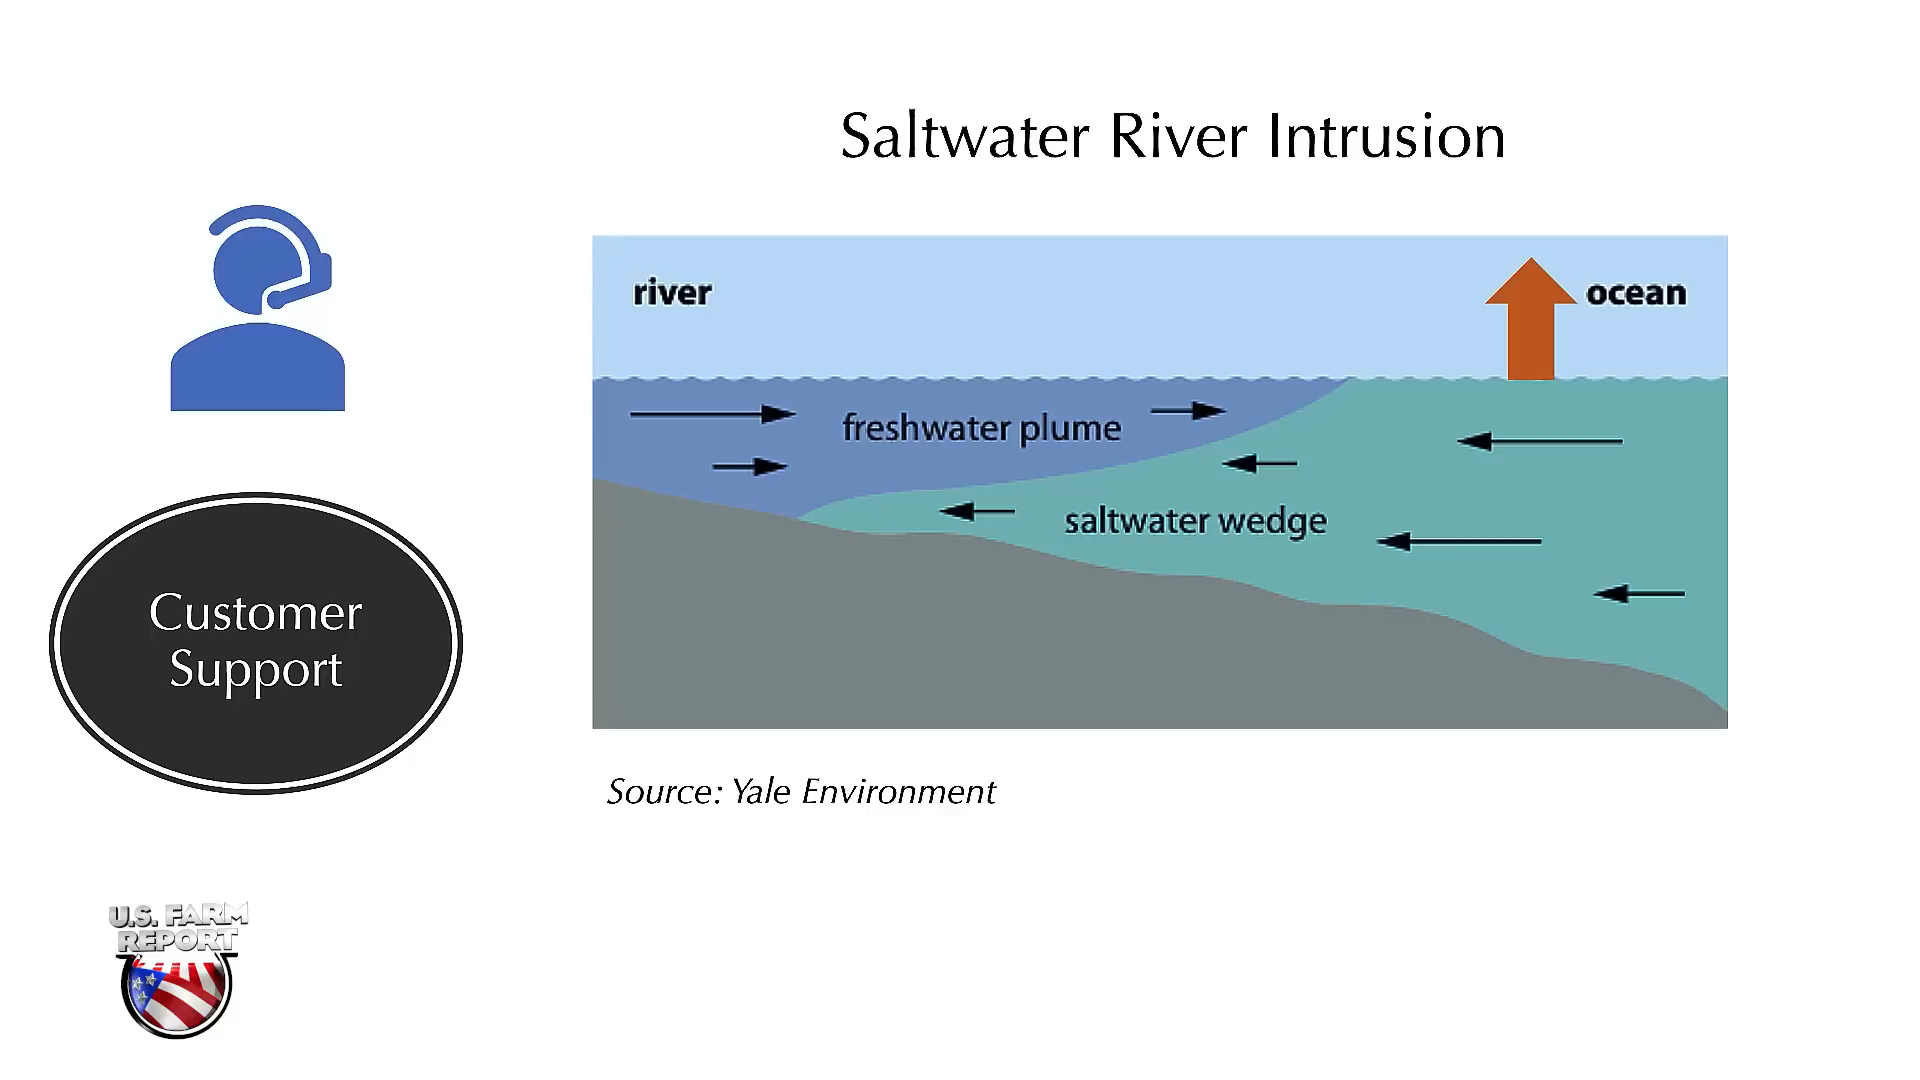 Saltwater River Intrusion
river
ocean
freshwater plume
saltwater wedge
Customer
Support
Source: Yale Environment
U.S. FARM
REPORT